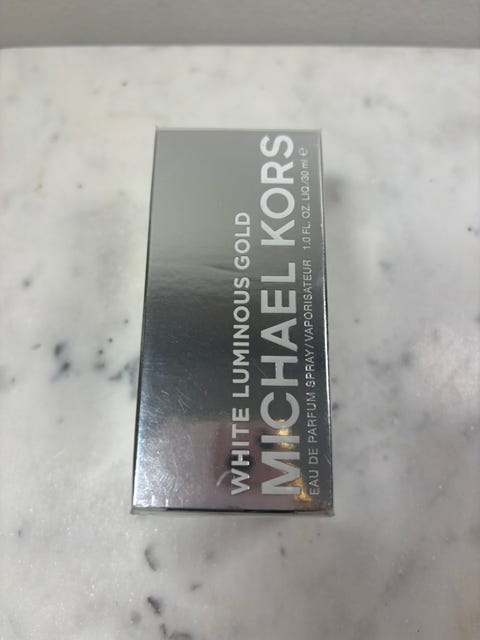 WHITE LUMINOUS GOLD
MICHAEL KORS
EAU DE PARFUM SPRAY/VAPORISATEUR 1.0 FL. OZ. LIQ./30 ml ℮